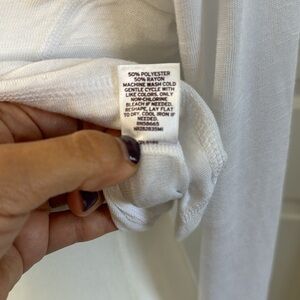 50% POLYESTER
50% RAYON
MACHINE WASH COLD
GENTLE CYCLE WITH
LIKE COLORS. ONLY
NON-CHLORINE
BLEACH IF NEEDED.
RESHAPE, LAY FLAT
TO DRY, COOL IRON IF
NEEDED.